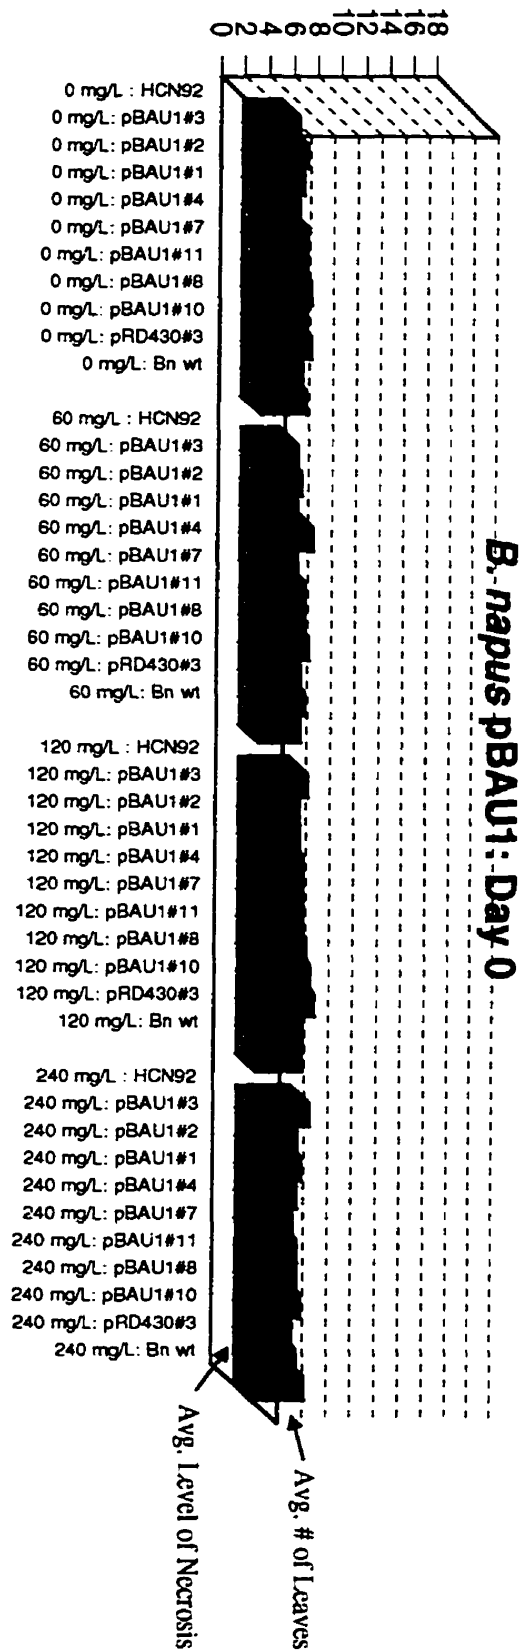 B. napus pBAU1: Day 0
18
16
14
12
10
8
6
4
2
0
0 mg/L : HCN92
0 mg/L: pBAU1#3
0 mg/L: pBAU1#2
0 mg/L: pBAU1#1
0 mg/L: pBAU1#4
0 mg/L: pBAU1#7
0 mg/L: pBAU1#11
0 mg/L: pBAU1#8
0 mg/L: pBAU1#10
0 mg/L: pRD430#3
0 mg/L: Bn wt
60 mg/L : HCN92
60 mg/L: pBAU1#3
60 mg/L: pBAU1#2
60 mg/L: pBAU1#1
60 mg/L: pBAU1#4
60 mg/L: pBAU1#7
60 mg/L: pBAU1#11
60 mg/L: pBAU1#8
60 mg/L: pBAU1#10
60 mg/L: pRD430#3
60 mg/L: Bn wt
120 mg/L : HCN92
120 mg/L: pBAU1#3
120 mg/L: pBAU1#2
120 mg/L: pBAU1#1
120 mg/L: pBAU1#4
120 mg/L: pBAU1#7
120 mg/L: pBAU1#11
120 mg/L: pBAU1#8
120 mg/L: pBAU1#10
120 mg/L: pRD430#3
120 mg/L: Bn wt
240 mg/L : HCN92
240 mg/L: pBAU1#3
240 mg/L: pBAU1#2
240 mg/L: pBAU1#1
240 mg/L: pBAU1#4
240 mg/L: pBAU1#7
240 mg/L: pBAU1#11
240 mg/L: pBAU1#8
240 mg/L: pBAU1#10
240 mg/L: pRD430#3
240 mg/L: Bn wt
Avg. # of Leaves
Avg. Level of Necrosis